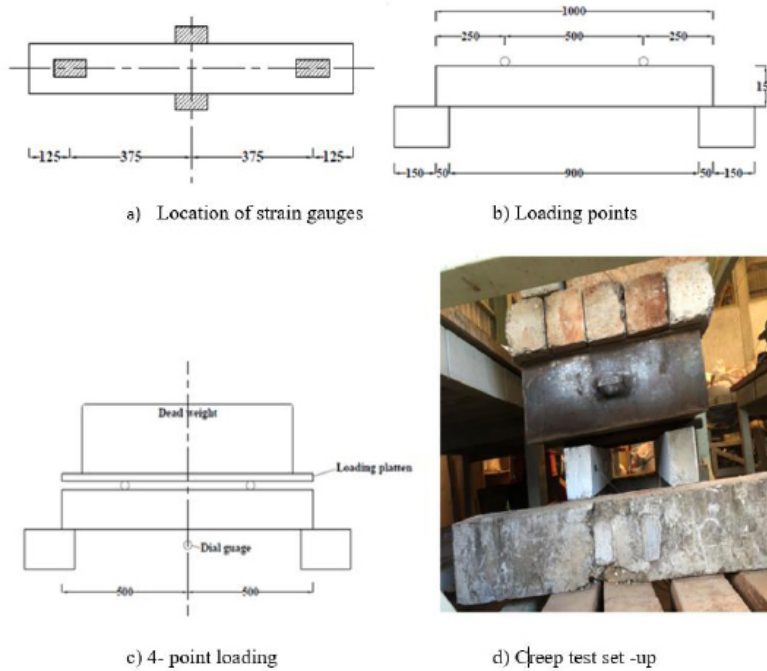 125
375
375
125
a) Location of strain gauges
1000
250
500
250
150
50
900
50
150
b) Loading points
Dead weight
Loading platten
Dial guage
500
500
c) 4- point loading
d) Creep test set -up